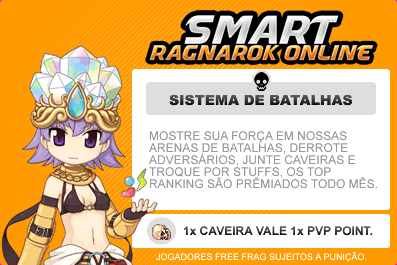 SMART
RAGNAROK ONLINE
SISTEMA DE BATALHAS
MOSTRE SUA FORÇA EM NOSSAS
ARENAS DE BATALHAS, DERROTE
ADVERSÁRIOS, JUNTE CAVEIRAS E
TROQUE POR STUFFS, OS TOP
RANKING SÃO PRÊMIADOS TODO MÊS.
1x CAVEIRA VALE 1x PVP POINT.
JOGADORES FREE FRAG SUJEITOS A PUNIÇÃO.